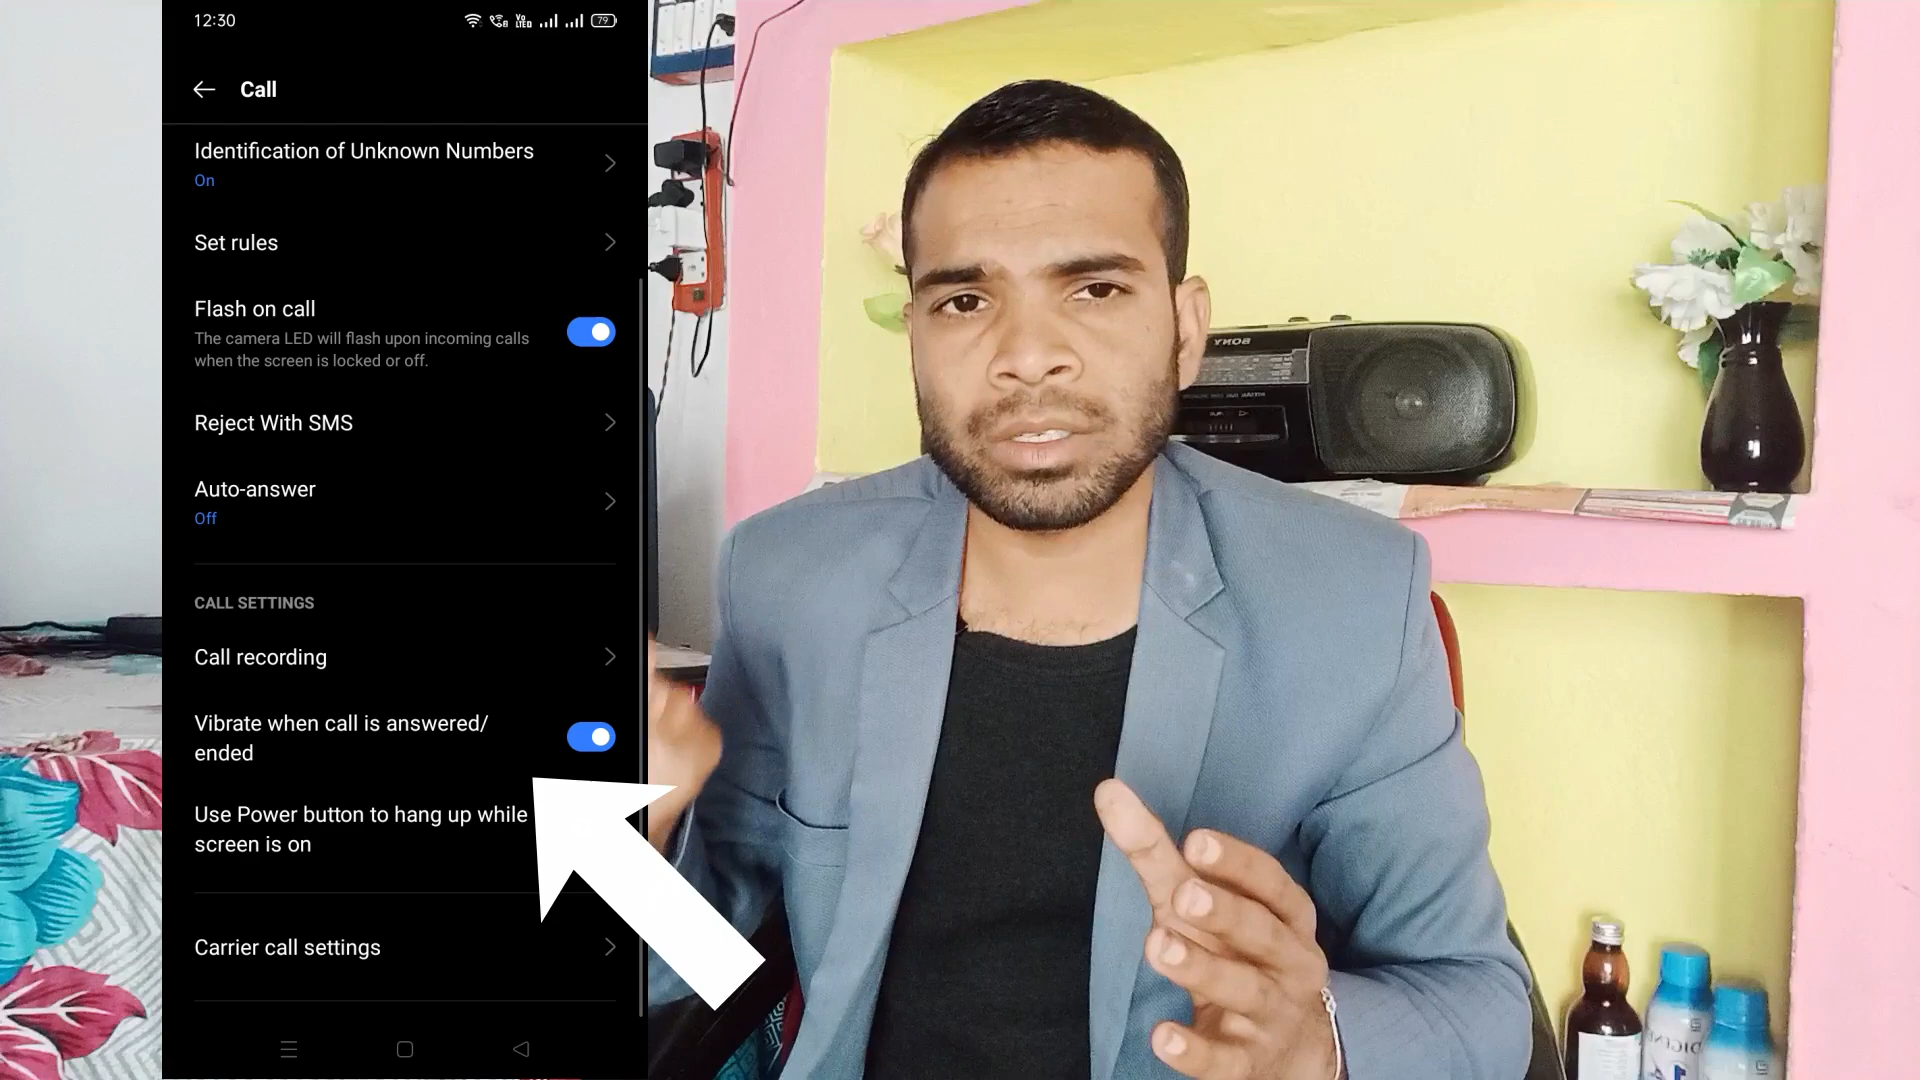 12:30
Vo
LTED
79
Call
Identification of Unknown Numbers
On
Set rules
Flash on call
The camera LED will flash upon incoming calls
when the screen is locked or off.
Reject With SMS
Auto-answer
Off
CALL SETTINGS
Call recording
Vibrate when call is answered/
ended
Use Power button to hang up while
screen is on
Carrier call settings
SONY